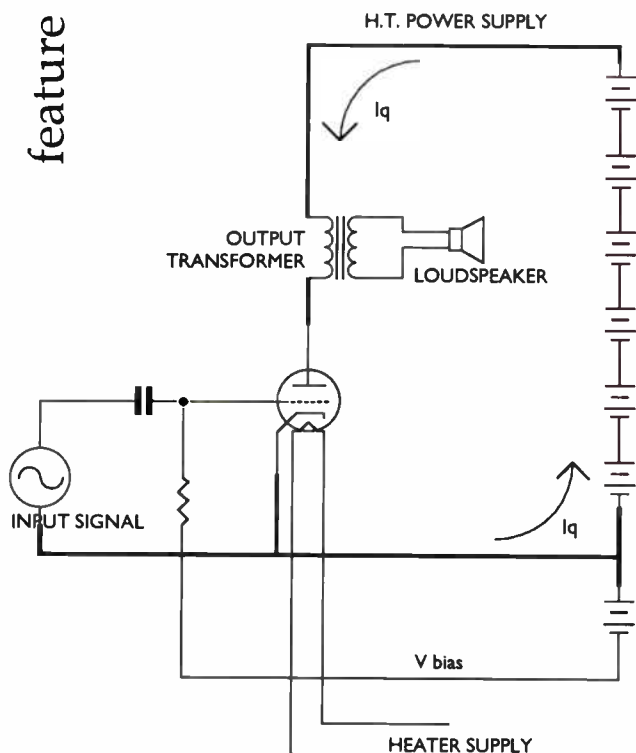 feature
H.T. POWER SUPPLY
Iq
OUTPUT
TRANSFORMER
LOUDSPEAKER
INPUT SIGNAL
Iq
V bias
HEATER SUPPLY